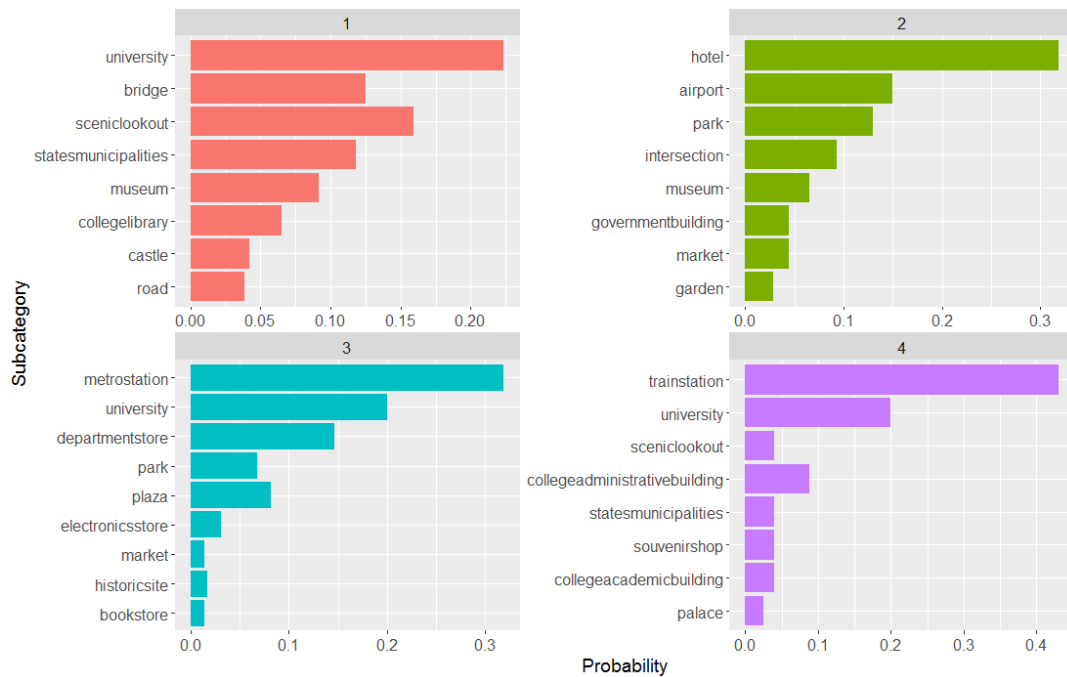 1
university
bridge
sceniclookout
statesmunicipalities
museum
collegelibrary
castle
road
0.00 0.05 0.10 0.15 0.20
2
hotel
airport
park
intersection
museum
governmentbuilding
market
garden
0.0 0.1 0.2 0.3
3
metrostation
university
departmentstore
park
plaza
electronicsstore
market
historicsite
bookstore
0.0 0.1 0.2 0.3
4
trainstation
university
sceniclookout
collegeadministrativebuilding
statesmunicipalities
souvenirshop
collegeacademicbuilding
palace
0.0 0.1 0.2 0.3 0.4
Subcategory
Probability